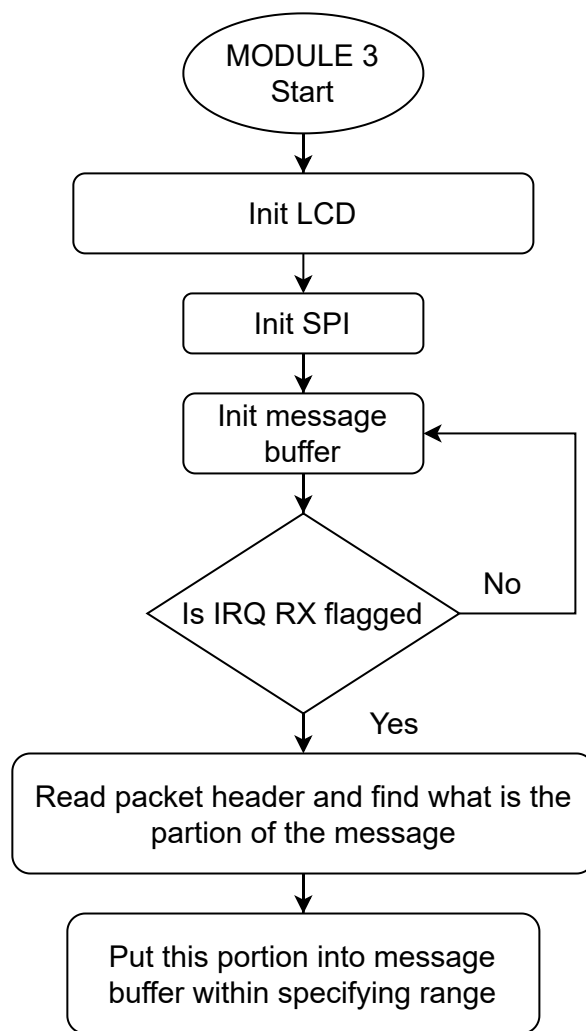 MODULE 3
Start
Init LCD
Init SPI
Init message
buffer
Is IRQ RX flagged
No
Yes
Read packet header and find what is the
partion of the message
Put this portion into message
buffer within specifying range